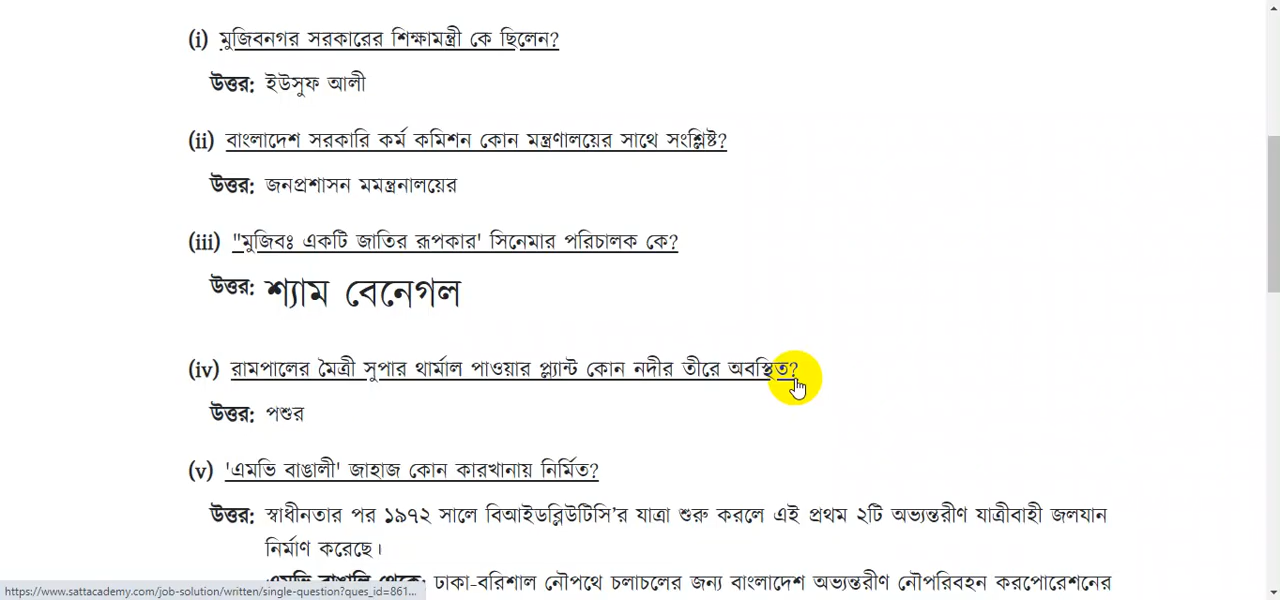 (i) মুজিবনগর সরকারের শিক্ষামন্ত্রী কে ছিলেন?
উত্তর: ইউসুফ আলী
(ii) বাংলাদেশ সরকারি কর্ম কমিশন কোন মন্ত্রণালয়ের সাথে সংশ্লিষ্ট?
উত্তর: জনপ্রশাসন মমন্ত্রনালয়ের
(iii) "মুজিবঃ একটি জাতির রূপকার' সিনেমার পরিচালক কে?
উত্তর: শ্যাম বেনেগল
(iv) রামপালের মৈত্রী সুপার থার্মাল পাওয়ার প্ল্যান্ট কোন নদীর তীরে অবস্থিত?
উত্তর: পশুর
(v) 'এমভি বাঙালী' জাহাজ কোন কারখানায় নির্মিত?
উত্তর: স্বাধীনতার পর ১৯৭২ সালে বিআইডব্লিউটিসি'র যাত্রা শুরু করলে এই প্রথম ২টি অভ্যন্তরীণ যাত্রীবাহী জলযান
নির্মাণ করেছে।
ঢাকা-বরিশাল নৌপথে চলাচলের জন্য বাংলাদেশ অভ্যন্তরীণ নৌপরিবহন করপোরেশনের
https://www.sattacademy.com/job-solution/written/single-question?ques_id=861...